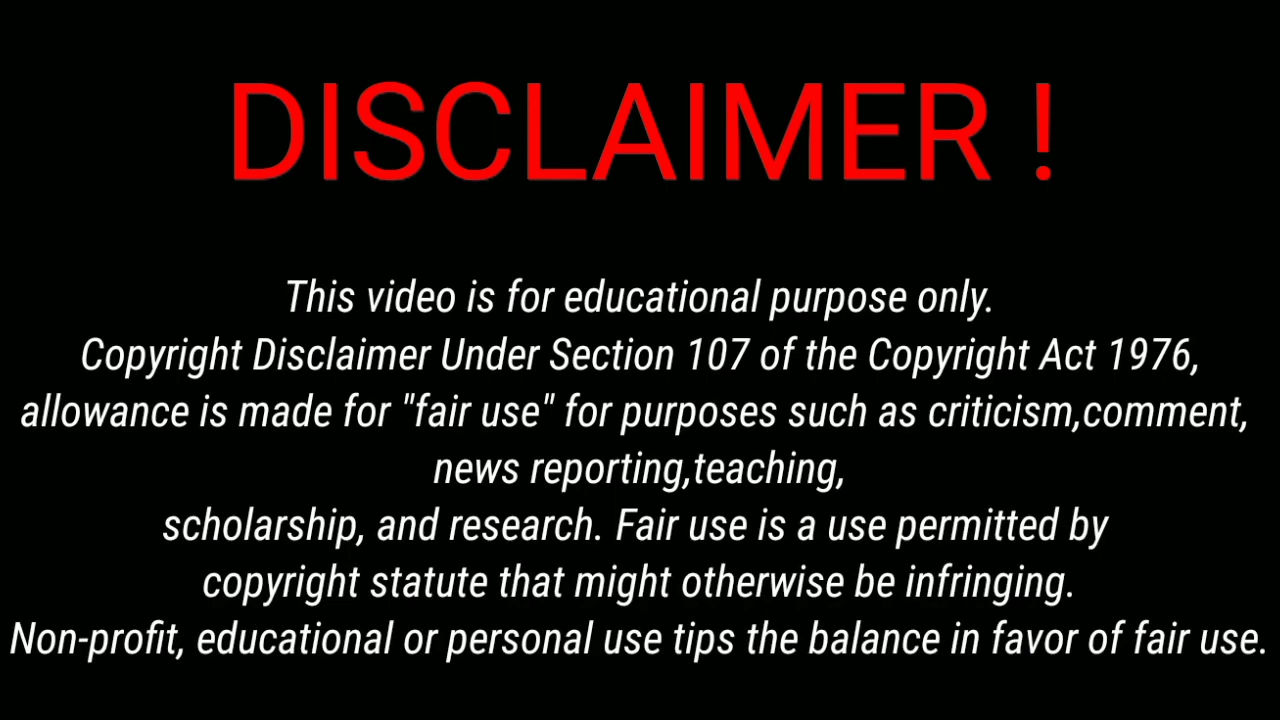 DISCLAIMER !
This video is for educational purpose only.
Copyright Disclaimer Under Section 107 of the Copyright Act 1976,
allowance is made for "fair use" for purposes such as criticism,comment,
news reporting,teaching,
scholarship, and research. Fair use is a use permitted by
copyright statute that might otherwise be infringing.
Non-profit, educational or personal use tips the balance in favor of fair use.